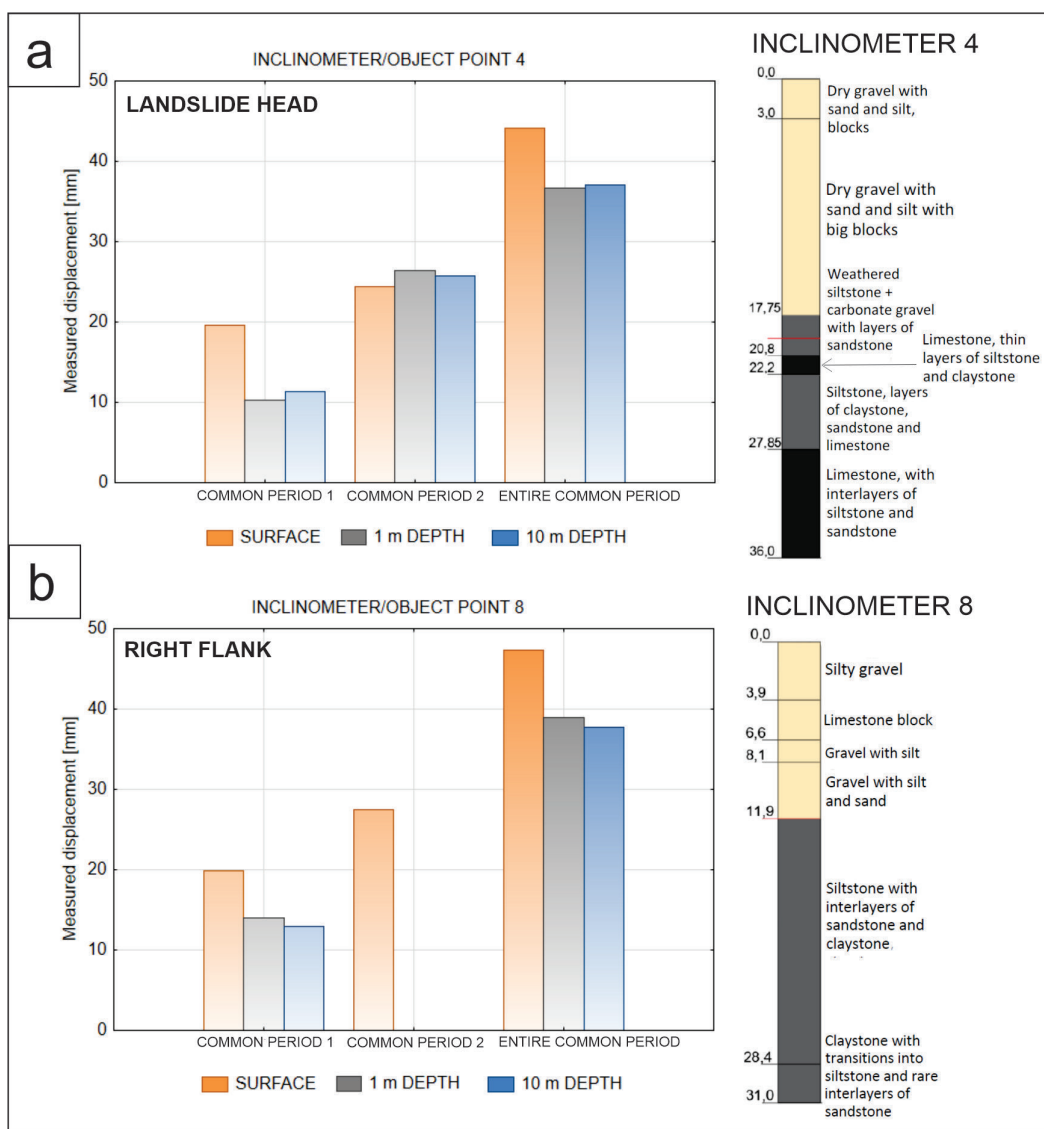 a
INCLINOMETER/OBJECT POINT 4
LANDSLIDE HEAD
Measured displacement [mm]
50
40
30
20
10
0
COMMON PERIOD 1
COMMON PERIOD 2
ENTIRE COMMON PERIOD
SURFACE
1 m DEPTH
10 m DEPTH
INCLINOMETER 4
0,0
3,0
17,75
20,8
22,2
27,85
36,0
Dry gravel with
sand and silt,
blocks
Dry gravel with
sand and silt with
big blocks
Weathered
siltstone +
carbonate gravel
with layers of
sandstone
Limestone, thin
layers of siltstone
and claystone
Siltstone, layers
of claystone,
sandstone and
limestone
Limestone, with
interlayers of
siltstone and
sandstone
b
INCLINOMETER/OBJECT POINT 8
RIGHT FLANK
Measured displacement [mm]
50
40
30
20
10
0
COMMON PERIOD 1
COMMON PERIOD 2
ENTIRE COMMON PERIOD
SURFACE
1 m DEPTH
10 m DEPTH
INCLINOMETER 8
0,0
3,9
6,6
8,1
11,9
28,4
31,0
Silty gravel
Limestone block
Gravel with silt
Gravel with silt
and sand
Siltstone with
interlayers of
sandstone and
claystone
Claystone with
transitions into
siltstone and rare
interlayers of
sandstone